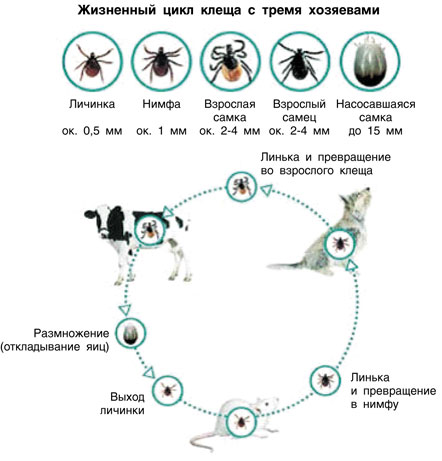 Жизненный цикл клеща с тремя хозяевами
Личинка
ок. 0,5 мм
Нимфа
ок. 1 мм
Взрослая
самка
ок. 2-4 мм
Взрослый
самец
ок. 2-4 мм
Насосавшаяся
самка
до 15 мм
Линька и превращение
во взрослого клеща
Размножение
(откладывание яиц)
Выход
личинки
Линька
и превращение
в нимфу